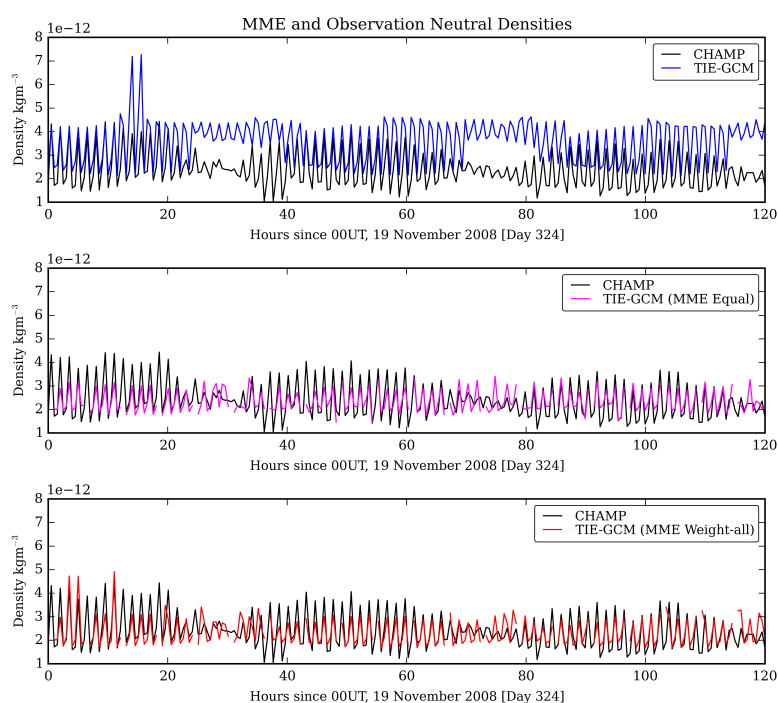 MME and Observation Neutral Densities
1e−12
8
7
6
5
4
3
2
1
Density kgm⁻³
CHAMP
TIE-GCM
0 20 40 60 80 100 120
Hours since 00UT, 19 November 2008 [Day 324]
1e−12
8
7
6
5
4
3
2
1
Density kgm⁻³
CHAMP
TIE-GCM (MME Equal)
0 20 40 60 80 100 120
Hours since 00UT, 19 November 2008 [Day 324]
1e−12
8
7
6
5
4
3
2
1
Density kgm⁻³
CHAMP
TIE-GCM (MME Weight-all)
0 20 40 60 80 100 120
Hours since 00UT, 19 November 2008 [Day 324]